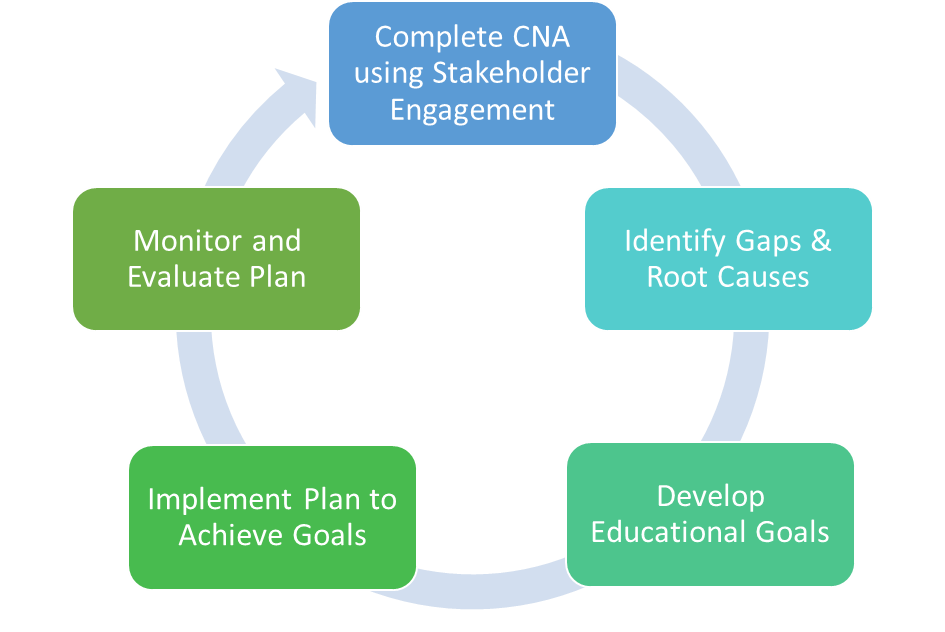 Complete CNA
using Stakeholder
Engagement
Identify Gaps &
Root Causes
Develop
Educational Goals
Implement Plan to
Achieve Goals
Monitor and
Evaluate Plan